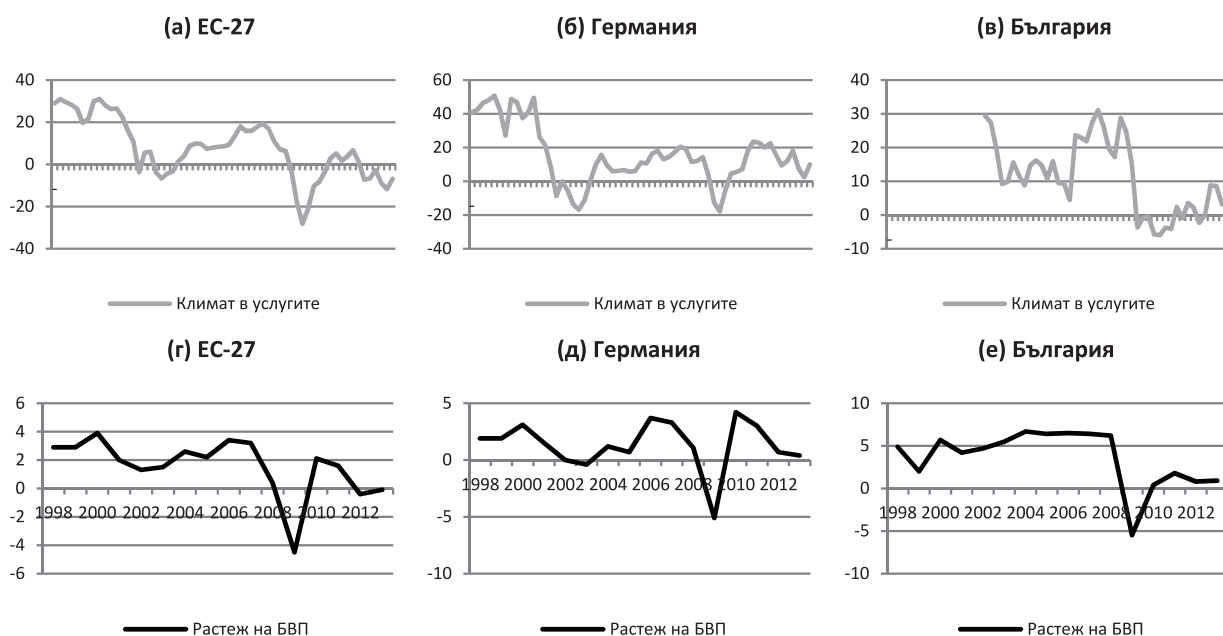 (а) ЕС-27
(б) Германия
(в) България
40
20
0
-20
-40
60
40
20
0
-20
-40
40
30
20
10
0
-10
Климат в услугите
Климат в услугите
Климат в услугите
(г) ЕС-27
(д) Германия
(е) България
6
4
2
0
-2
-4
-6
1998 2000 2002 2004 2006 2008 2010 2012
5
0
-5
-10
1998 2000 2002 2004 2006 2008 2010 2012
10
5
0
-5
-10
1998 2000 2002 2004 2006 2008 2010 2012
Растеж на БВП
Растеж на БВП
Растеж на БВП